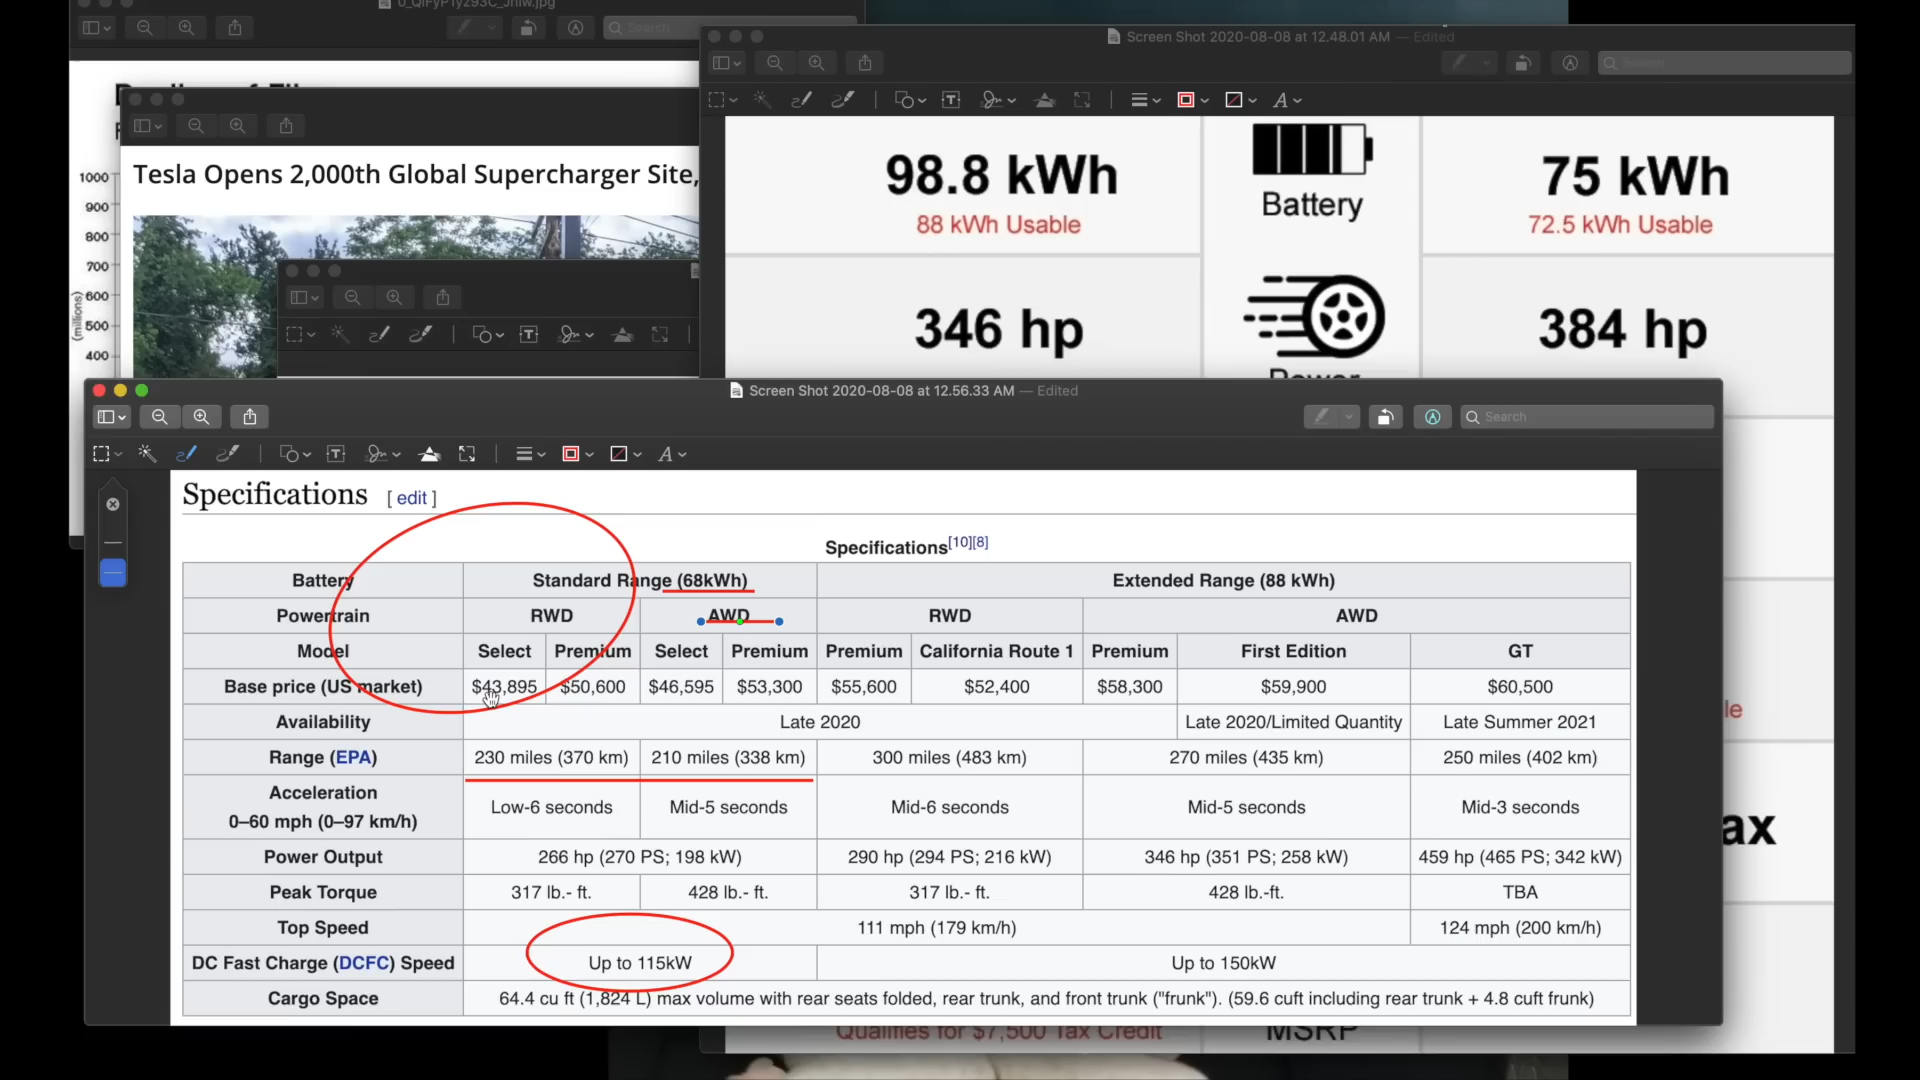 0_QiFyPTyz93C_Jhiw.jpg
Search
1000
900
800
700
600
500
400
(millions)
Tesla Opens 2,000th Global Supercharger Site,
Screen Shot 2020-08-08 at 12.48.01 AM — Edited
98.8 kWh
88 kWh Usable
Battery
75 kWh
72.5 kWh Usable
346 hp
Power
384 hp
Screen Shot 2020-08-08 at 12.56.33 AM — Edited
Search
Specifications [ edit ]
Specifications[10][8]
Battery Standard Range (68kWh) Extended Range (88 kWh)
Powertrain RWD AWD RWD AWD
Model Select Premium Select Premium Premium California Route 1 Premium First Edition GT
Base price (US market) $43,895 $50,600 $46,595 $53,300 $55,600 $52,400 $58,300 $59,900 $60,500
Availability Late 2020 Late 2020/Limited Quantity Late Summer 2021
Range (EPA) 230 miles (370 km) 210 miles (338 km) 300 miles (483 km) 270 miles (435 km) 250 miles (402 km)
Acceleration
0–60 mph (0–97 km/h) Low-6 seconds Mid-5 seconds Mid-6 seconds Mid-5 seconds Mid-3 seconds
Power Output 266 hp (270 PS; 198 kW) 290 hp (294 PS; 216 kW) 346 hp (351 PS; 258 kW) 459 hp (465 PS; 342 kW)
Peak Torque 317 lb.- ft. 428 lb.- ft. 317 lb.- ft. 428 lb.-ft. TBA
Top Speed 111 mph (179 km/h) 124 mph (200 km/h)
DC Fast Charge (DCFC) Speed Up to 115kW Up to 150kW
Cargo Space 64.4 cu ft (1,824 L) max volume with rear seats folded, rear trunk, and front trunk ("frunk"). (59.6 cuft including rear trunk + 4.8 cuft frunk)
le
ax
Qualifies for $7,500 Tax Credit
MSRP